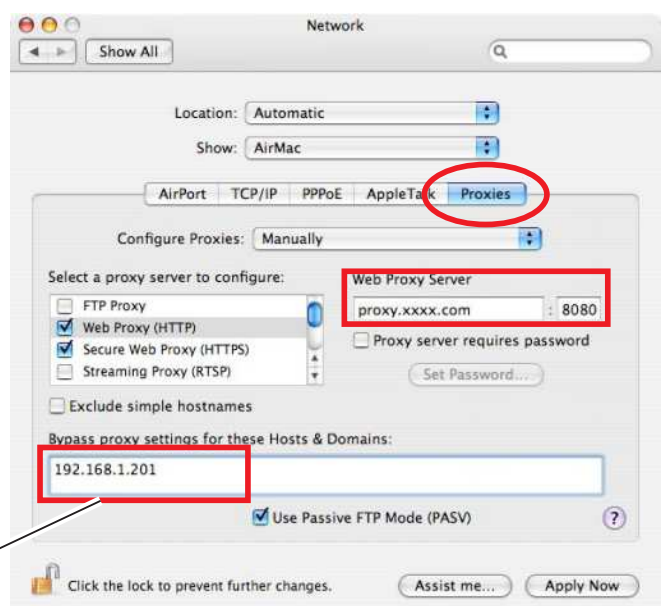 Network
Show All
Location: Automatic
Show: AirMac
AirPort TCP/IP PPPoE AppleTalk Proxies
Configure Proxies: Manually
Select a proxy server to configure:
FTP Proxy
Web Proxy (HTTP)
Secure Web Proxy (HTTPS)
Streaming Proxy (RTSP)
Web Proxy Server
proxy.xxxx.com : 8080
Proxy server requires password
Set Password...
Exclude simple hostnames
Bypass proxy settings for these Hosts & Domains:
192.168.1.201
Use Passive FTP Mode (PASV)
?
Click the lock to prevent further changes.
Assist me...
Apply Now